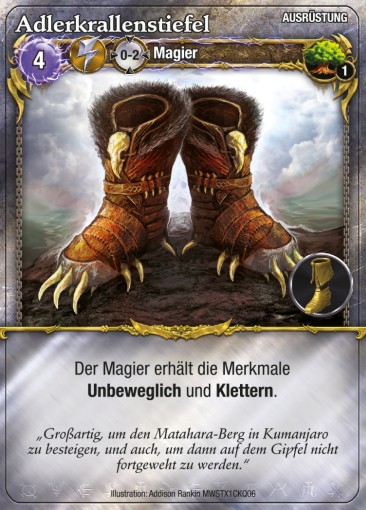 Adlerkrallenstiefel
AUSRÜSTUNG
4
0-2
Magier
1
Der Magier erhält die Merkmale
Unbeweglich und Klettern.
„Großartig, um den Matahara-Berg in Kumanjaro
zu besteigen, und auch, um dann auf dem Gipfel nicht
fortgeweht zu werden.“
Illustration: Addison Rankin MWSTX1CKQ06